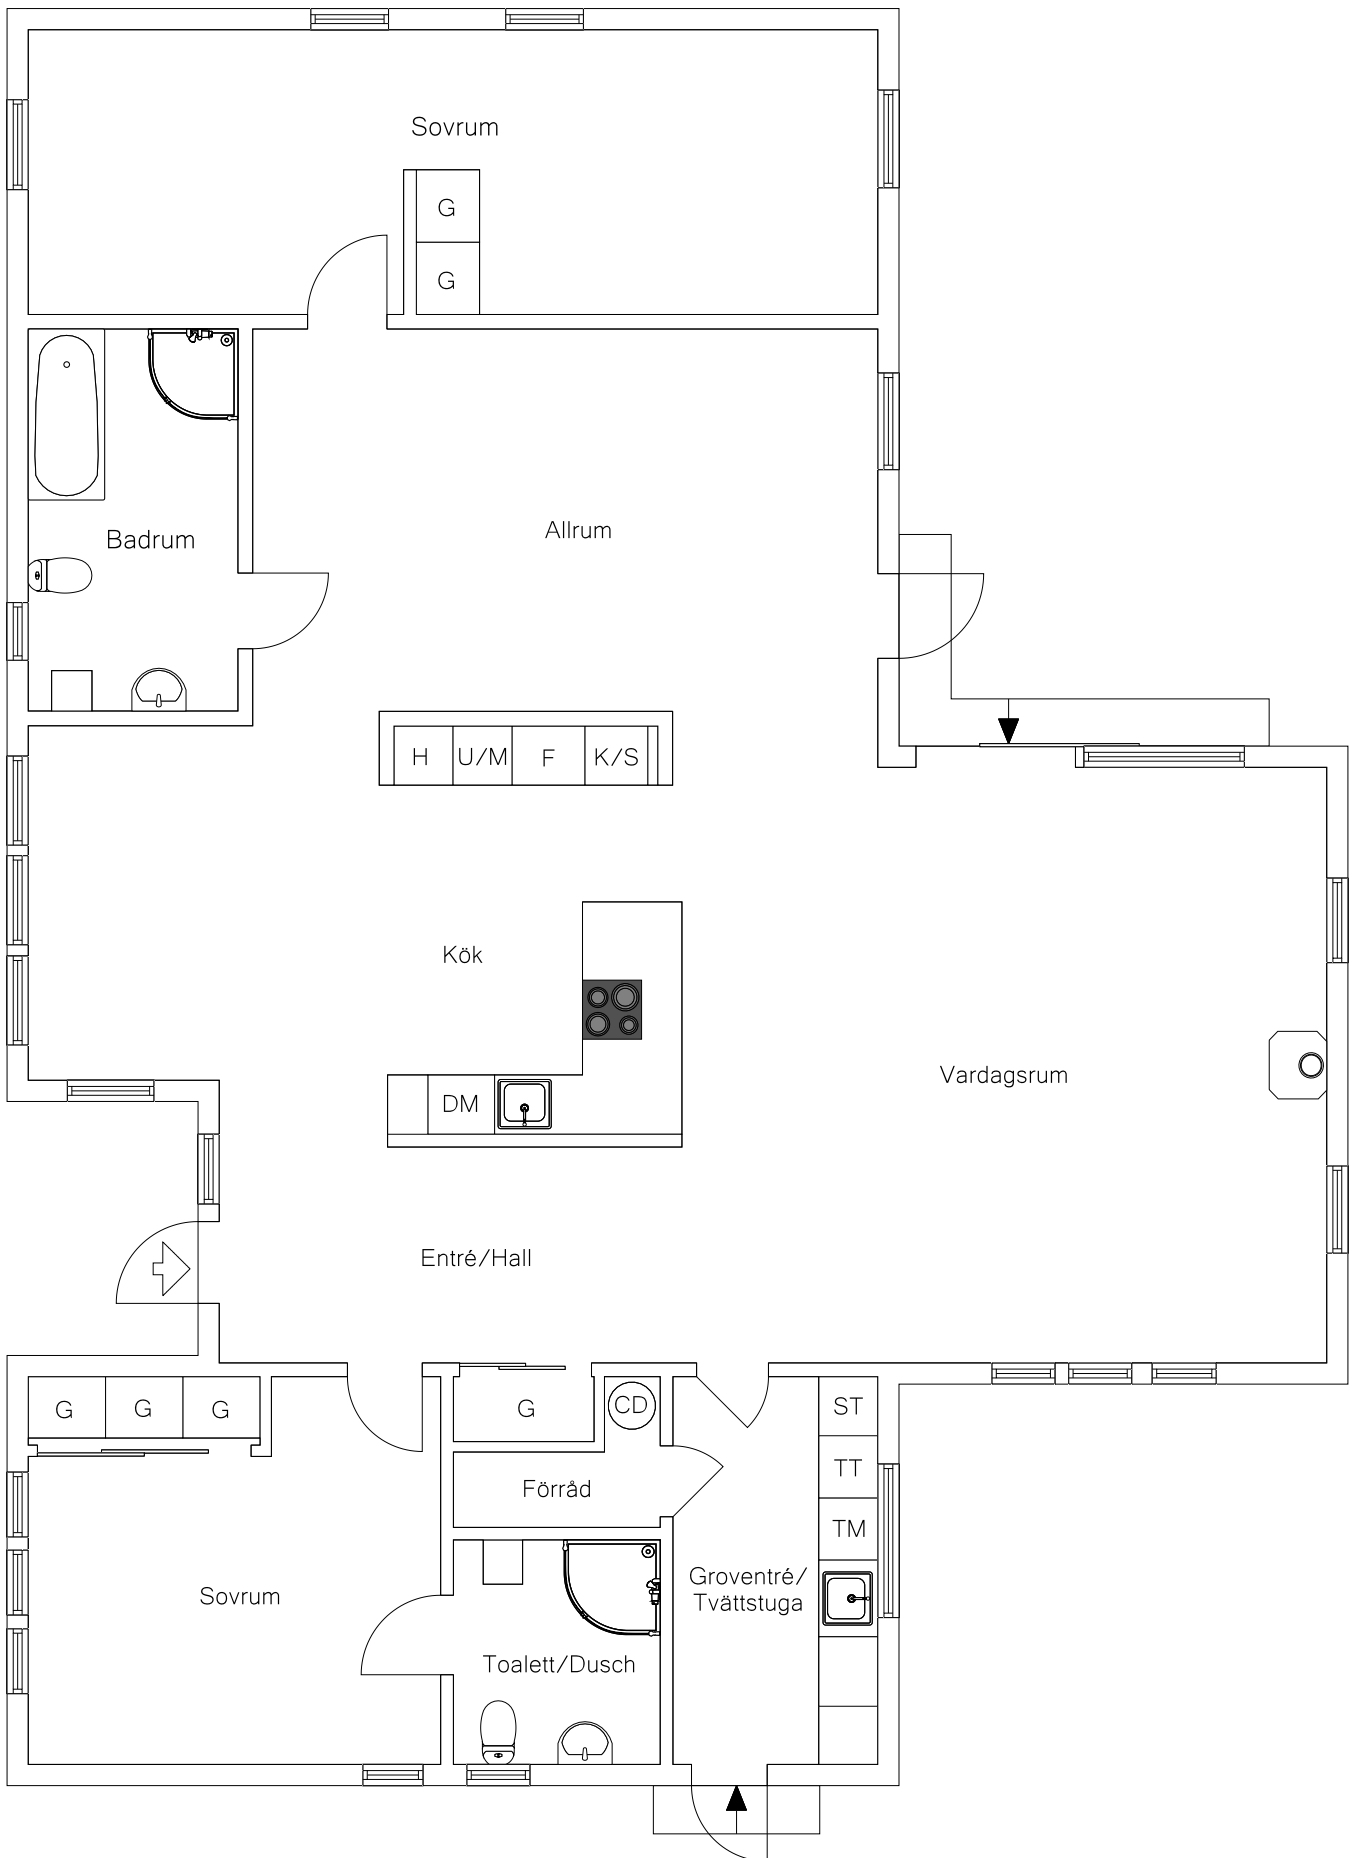 Sovrum
G
G
Badrum
Allrum
H U/M F K/S
Kök
Vardagsrum
DM
Entré/Hall
G G G
G
CD
ST
TT
TM
Förråd
Groventré/
Tvättstuga
Sovrum
Toalett/Dusch